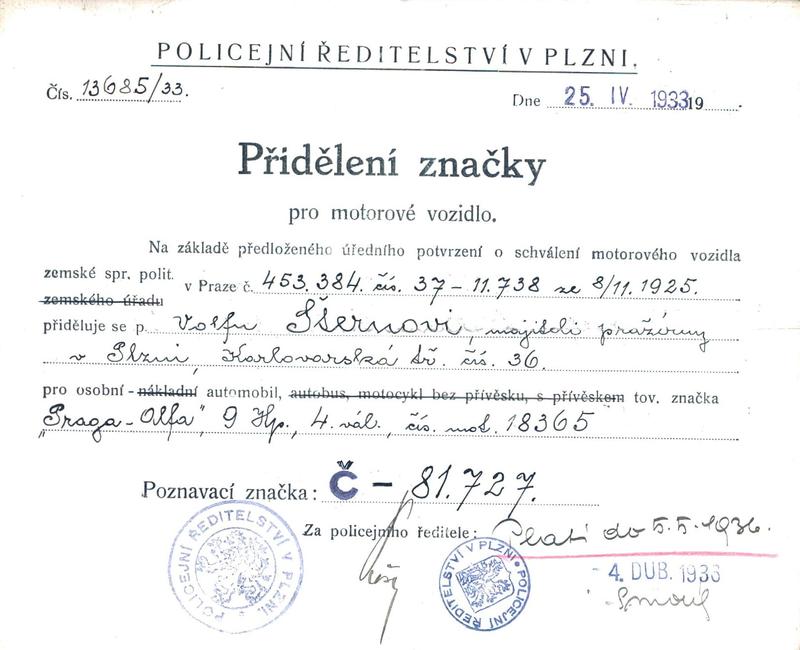 POLICEJNÍ ŘEDITELSTVÍ V PLZNI.
Čís. 13685/33.
Dne 25. IV. 1933 19
Přidělení značky
pro motorové vozidlo.
Na základě předloženého úředního potvrzení o schválení motorového vozidla
zemské spr. polit.
zemského úřadu
v Praze č. 453.384. čís. 37-11.738 ze 8/11. 1925.
přiděluje se p. Volfu Šternovi, majiteli pražírny
v Plzni, Karlovarská tř. čís. 36.
pro osobní - nákladní automobil, autobus, motocykl bez přívěsku, s přívěskem tov. značka
„Praga-Alfa", 9 Hp., 4. vál., čís. mot. 18365
Poznavací značka: Č - 81.727.
Za policejního ředitele:
Platí do 5.5.1936.
- 4. DUB. 1936
POLICEJNÍ ŘEDITELSTVÍ V PLZNI.
POLICEJNÍ ŘEDITELSTVÍ V PLZNI